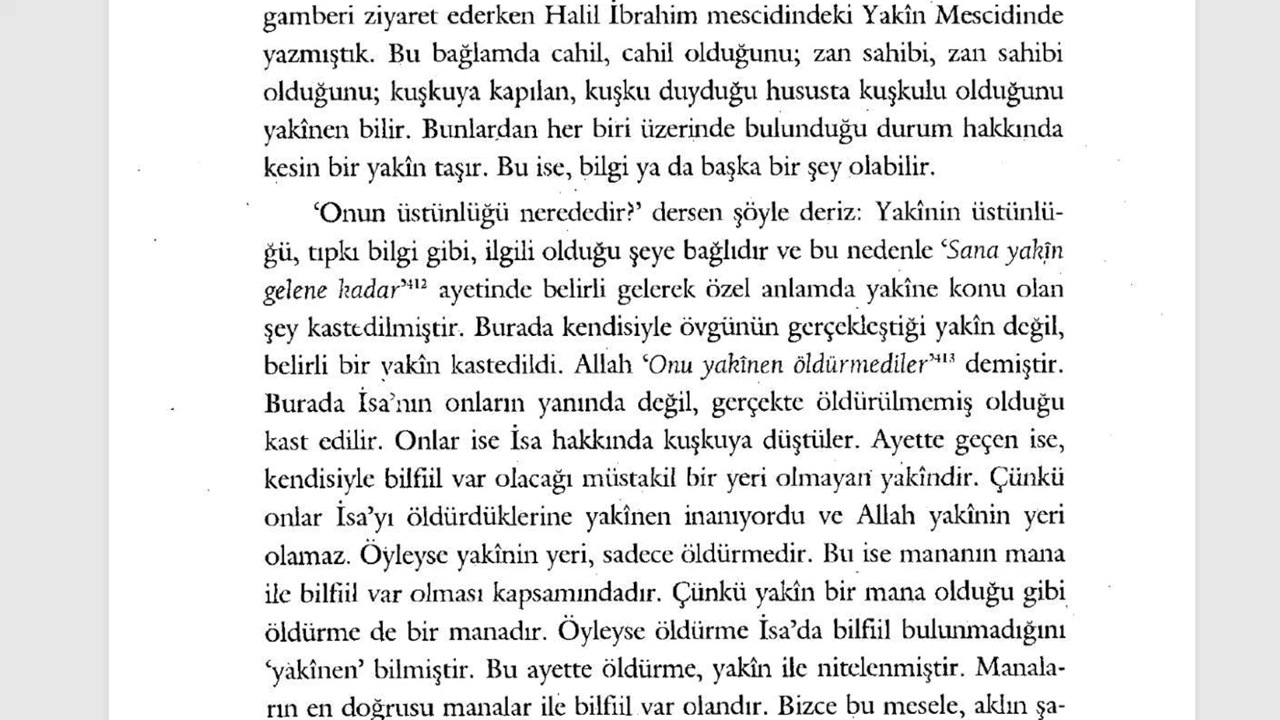 gamberi ziyaret ederken Halil İbrahim mescidindeki Yakîn Mescidinde
yazmıştık. Bu bağlamda cahil, cahil olduğunu; zan sahibi, zan sahibi
olduğunu; kuşkuya kapılan, kuşku duyduğu hususta kuşkulu olduğunu
yakînen bilir. Bunlardan her biri üzerinde bulunduğu durum hakkında
kesin bir yakîn taşır. Bu ise, bilgi ya da başka bir şey olabilir.
‘Onun üstünlüğü nerededir?’ dersen şöyle deriz: Yakînin üstünlü-
ğü, tıpkı bilgi gibi, ilgili olduğu şeye bağlıdır ve bu nedenle ‘Sana yakîn
gelene kadar’⁴¹² ayetinde belirli gelerek özel anlamda yakîne konu olan
şey kastedilmiştir. Burada kendisiyle övgünün gerçekleştiği yakîn değil,
belirli bir yakîn kastedildi. Allah ‘Onu yakînen öldürmediler’⁴¹³ demiştir.
Burada İsa’nın onların yanında değil, gerçekte öldürülmemiş olduğu
kast edilir. Onlar ise İsa hakkında kuşkuya düştüler. Ayette geçen ise,
kendisiyle bilfiil var olacağı müstakil bir yeri olmayan yakîndir. Çünkü
onlar İsa’yı öldürdüklerine yakînen inanıyordu ve Allah yakînin yeri
olamaz. Öyleyse yakînin yeri, sadece öldürmedir. Bu ise mananın mana
ile bilfiil var olması kapsamındadır. Çünkü yakîn bir mana olduğu gibi
öldürme de bir manadır. Öyleyse öldürme İsa’da bilfiil bulunmadığını
‘yakînen’ bilmiştir. Bu ayette öldürme, yakîn ile nitelenmiştir. Manala-
rın en doğrusu manalar ile bilfiil var olandır. Bizce bu mesele, aklın şa-